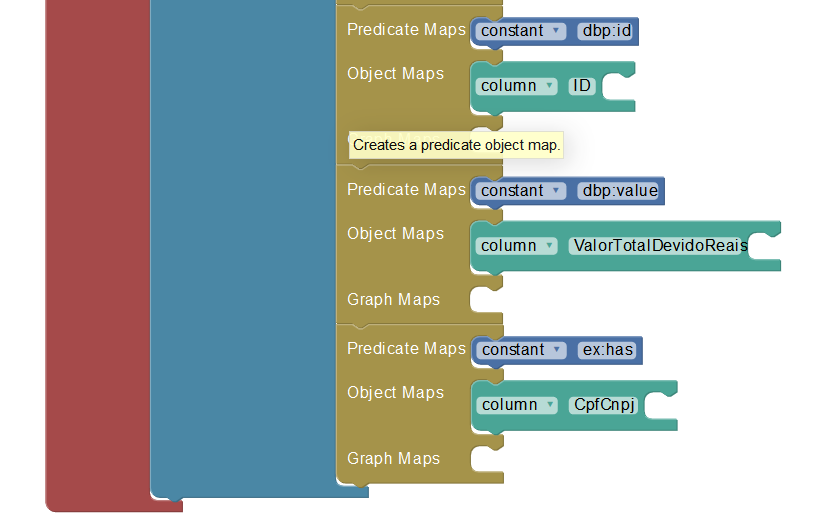 Predicate Maps constant dbp:id
Object Maps column ID
Creates a predicate object map.
Predicate Maps constant dbp:value
Object Maps column ValorTotalDevidoReais
Graph Maps
Predicate Maps constant ex:has
Object Maps column CpfCnpj
Graph Maps